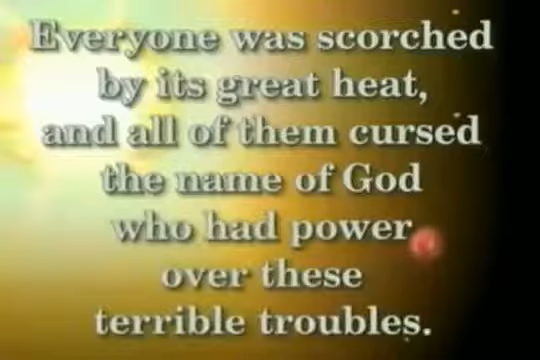 Everyone was scorched
by its great heat,
and all of them cursed
the name of God
who had power
over these
terrible troubles.